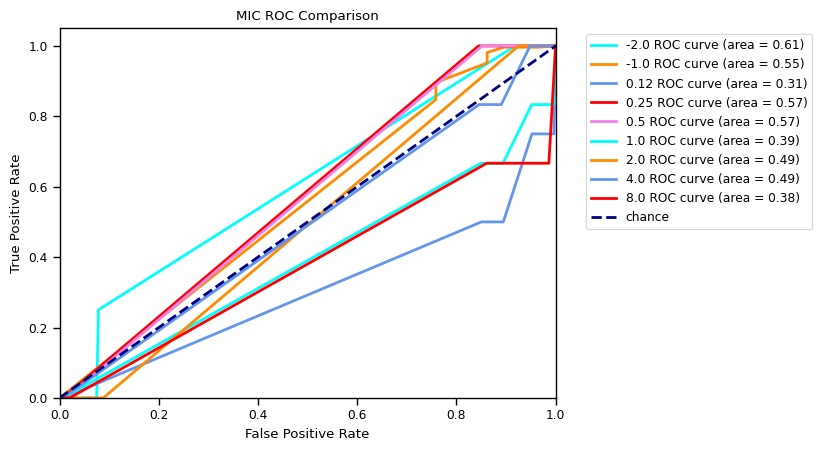 MIC ROC Comparison
1.0
0.8
0.6
0.4
0.2
0.0
True Positive Rate
0.0 0.2 0.4 0.6 0.8 1.0
False Positive Rate
-2.0 ROC curve (area = 0.61)
-1.0 ROC curve (area = 0.55)
0.12 ROC curve (area = 0.31)
0.25 ROC curve (area = 0.57)
0.5 ROC curve (area = 0.57)
1.0 ROC curve (area = 0.39)
2.0 ROC curve (area = 0.49)
4.0 ROC curve (area = 0.49)
8.0 ROC curve (area = 0.38)
chance